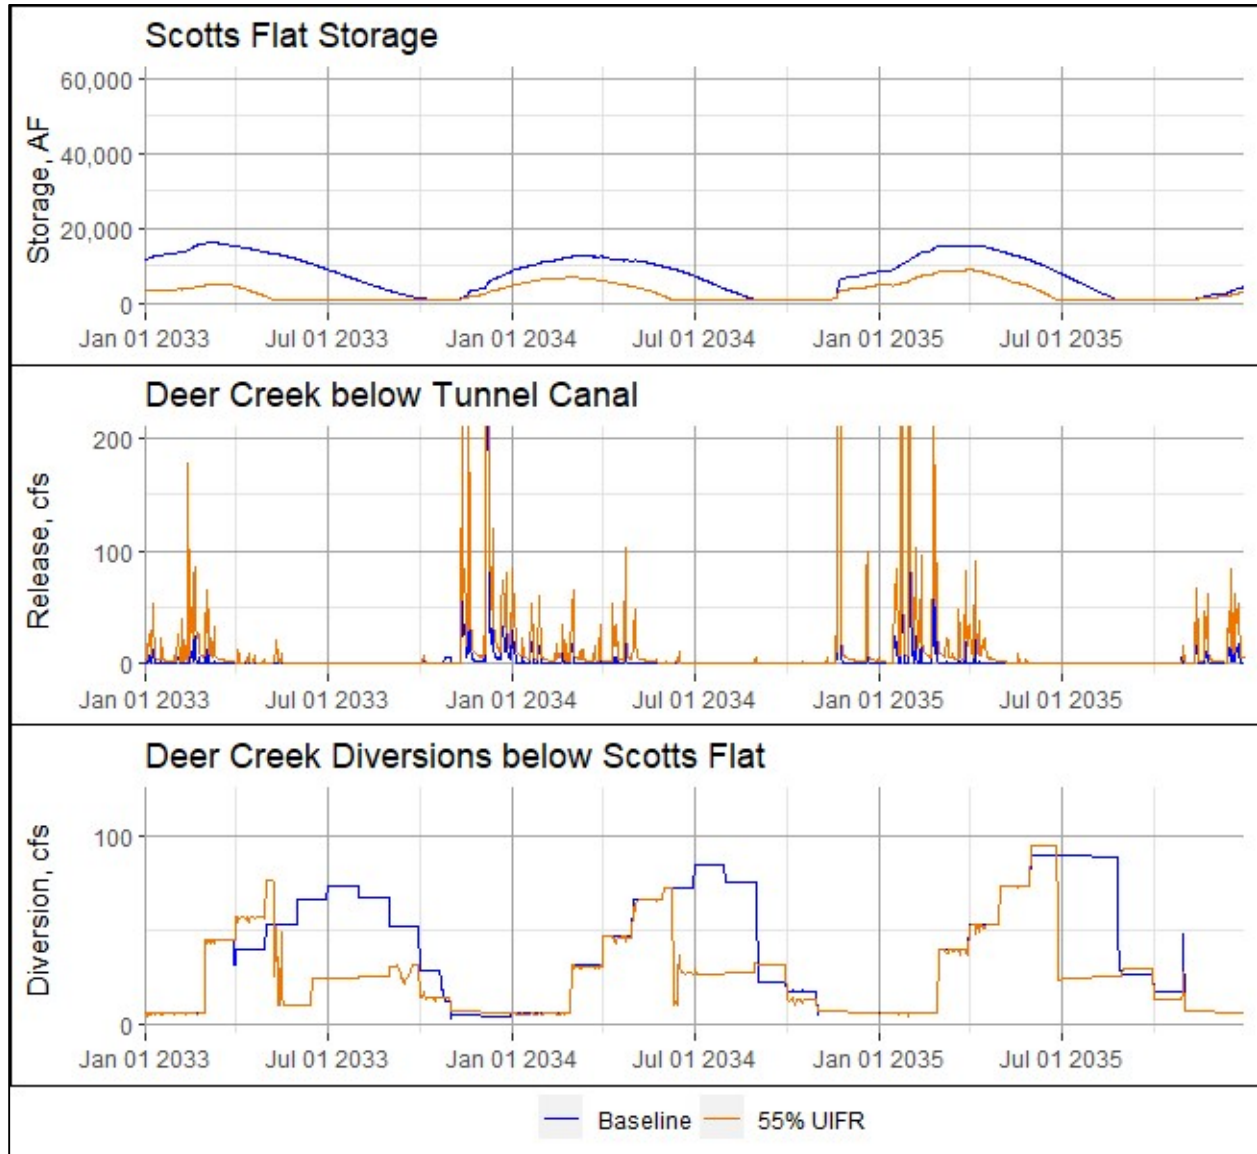 Scotts Flat Storage
Storage, AF
60,000
40,000
20,000
0
Jan 01 2033 Jul 01 2033 Jan 01 2034 Jul 01 2034 Jan 01 2035 Jul 01 2035
Deer Creek below Tunnel Canal
Release, cfs
200
100
0
Jan 01 2033 Jul 01 2033 Jan 01 2034 Jul 01 2034 Jan 01 2035 Jul 01 2035
Deer Creek Diversions below Scotts Flat
Diversion, cfs
100
0
Jan 01 2033 Jul 01 2033 Jan 01 2034 Jul 01 2034 Jan 01 2035 Jul 01 2035
Baseline 55% UIFR